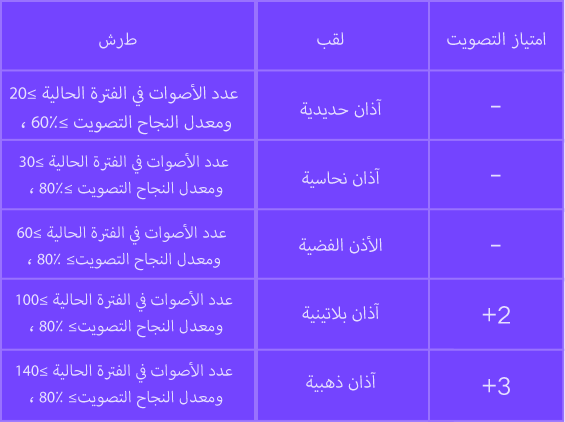 امتياز التصويت
لقب
طرش
–
آذان حديدية
عدد الأصوات في الفترة الحالية ≥20
ومعدل النجاح التصويت ≥60٪ ،
–
آذان نحاسية
عدد الأصوات في الفترة الحالية ≥30
ومعدل النجاح التصويت ≥80٪ ،
–
الأذن الفضية
عدد الأصوات في الفترة الحالية ≥60
ومعدل النجاح التصويت≥ 80٪ ،
+2
آذان بلاتينية
عدد الأصوات في الفترة الحالية ≥100
ومعدل النجاح التصويت≥ 80٪ ،
+3
آذان ذهبية
عدد الأصوات في الفترة الحالية ≥140
ومعدل النجاح التصويت≥ 80٪ ،